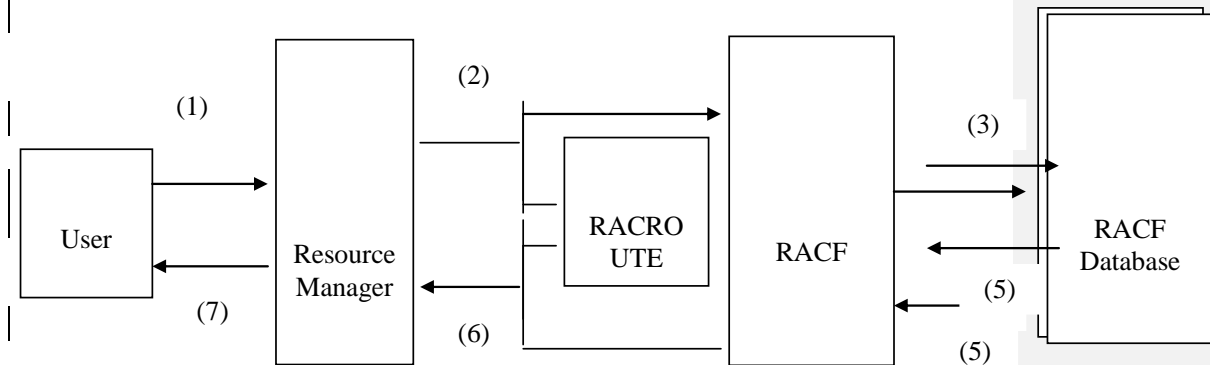 (1)
(2)
(3)
User
Resource
Manager
RACRO
UTE
RACF
RACF
Database
(7)
(6)
(5)
(5)